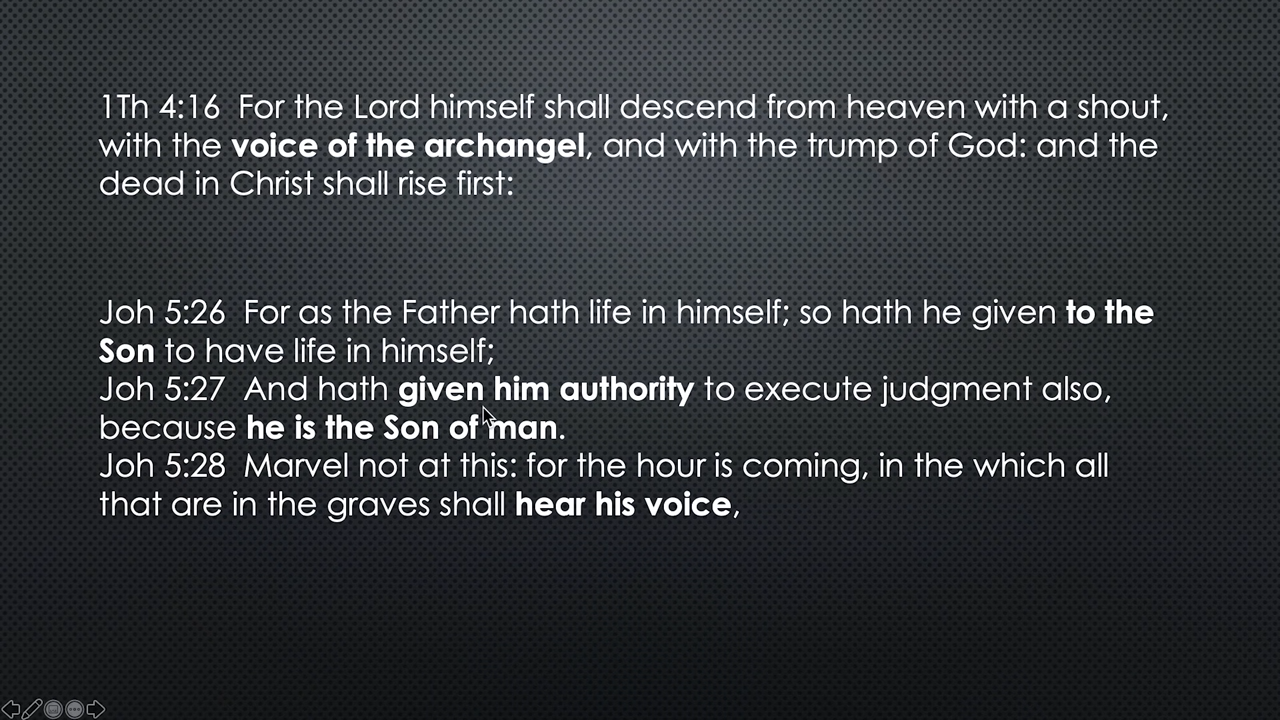 1Th 4:16  For the Lord himself shall descend from heaven with a shout,
with the voice of the archangel, and with the trump of God: and the
dead in Christ shall rise first:
Joh 5:26  For as the Father hath life in himself; so hath he given to the
Son to have life in himself;
Joh 5:27  And hath given him authority to execute judgment also,
because he is the Son of man.
Joh 5:28  Marvel not at this: for the hour is coming, in the which all
that are in the graves shall hear his voice,